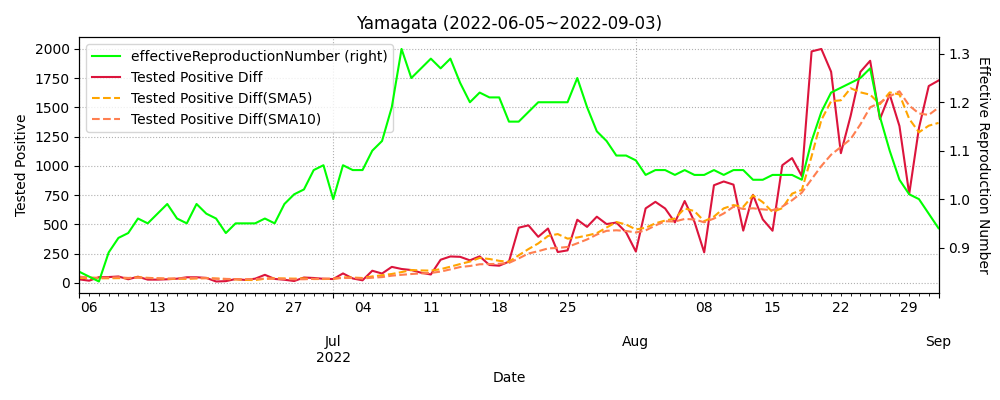 Yamagata (2022-06-05~2022-09-03)
effectiveReproductionNumber (right)
Tested Positive Diff
Tested Positive Diff(SMA5)
Tested Positive Diff(SMA10)
Tested Positive
2000
1750
1500
1250
1000
750
500
250
0
1.3
1.2
1.1
1.0
0.9
Effective Reproduction Number
06 13 20 27 04 11 18 25 08 15 22 29
Jul Aug Sep
2022
Date